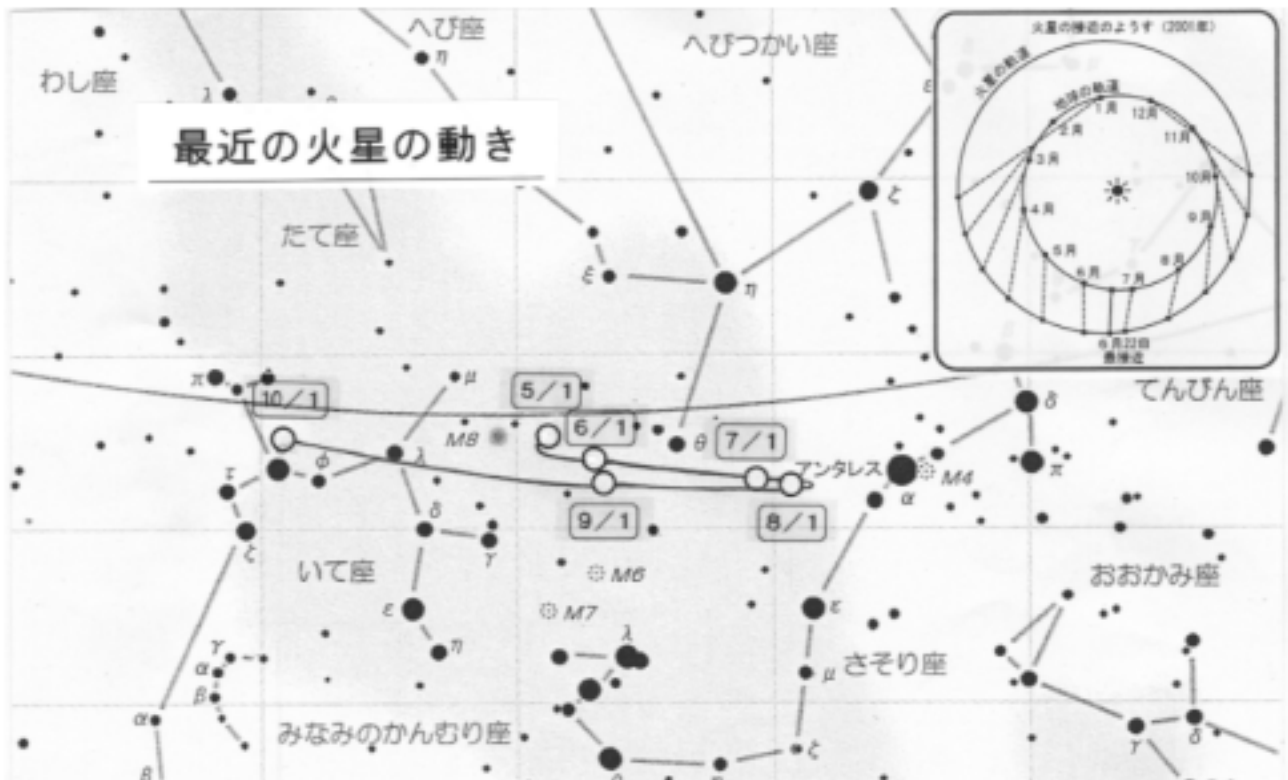 へび座
η
へびつかい座
わし座
λ
最近の火星の動き
たて座
ζ
ξ
η
火星の接近のようす (2001年)
火星の軌道
地球の軌道
1月
12月
2月
11月
3月
10月
4月
9月
5月
8月
6月
7月
6月22日
最接近
π
10/1
μ
5/1
6/1
7/1
てんびん座
δ
M8
θ
アンタレス
M4
π
φ
λ
α
τ
9/1
8/1
ζ
δ
γ
いて座
M6
おおかみ座
ε
M7
ε
η
λ
さそり座
γ
α
μ
β
α
みなみのかんむり座
ζ
γ
δ
β